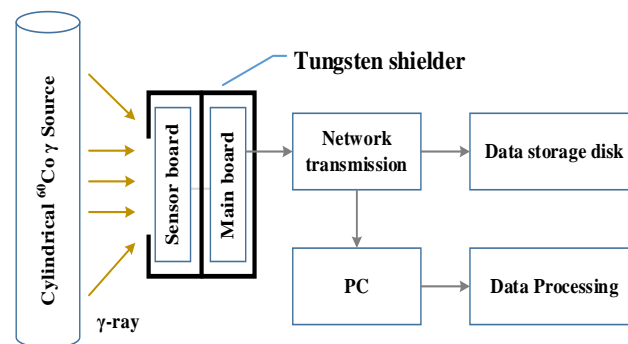 Cylindrical ⁶⁰Co γ Source
γ-ray
Sensor board
Main board
Tungsten shielder
Network
transmission
Data storage disk
PC
Data Processing